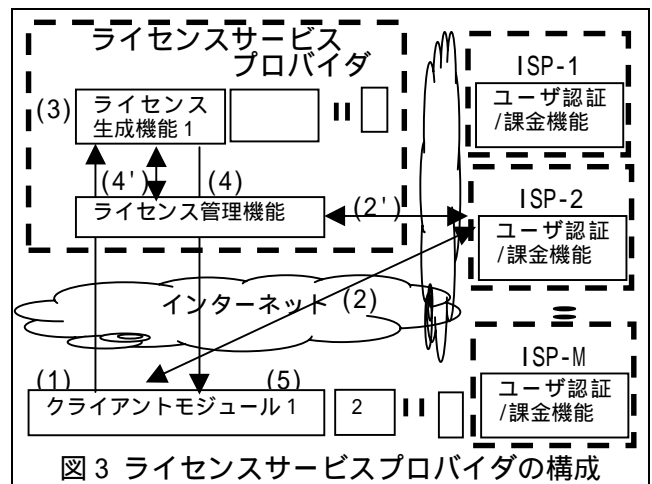 ライセンスサービス
プロバイダ
(3)
ライセンス
生成機能1
(4')
(4)
ライセンス管理機能
(2')
ISP-1
ユーザ認証
/課金機能
ISP-2
ユーザ認証
/課金機能
インターネット
(2)
ISP-M
ユーザ認証
/課金機能
(1)
(5)
クライアントモジュール1
2
図3 ライセンスサービスプロバイダの構成